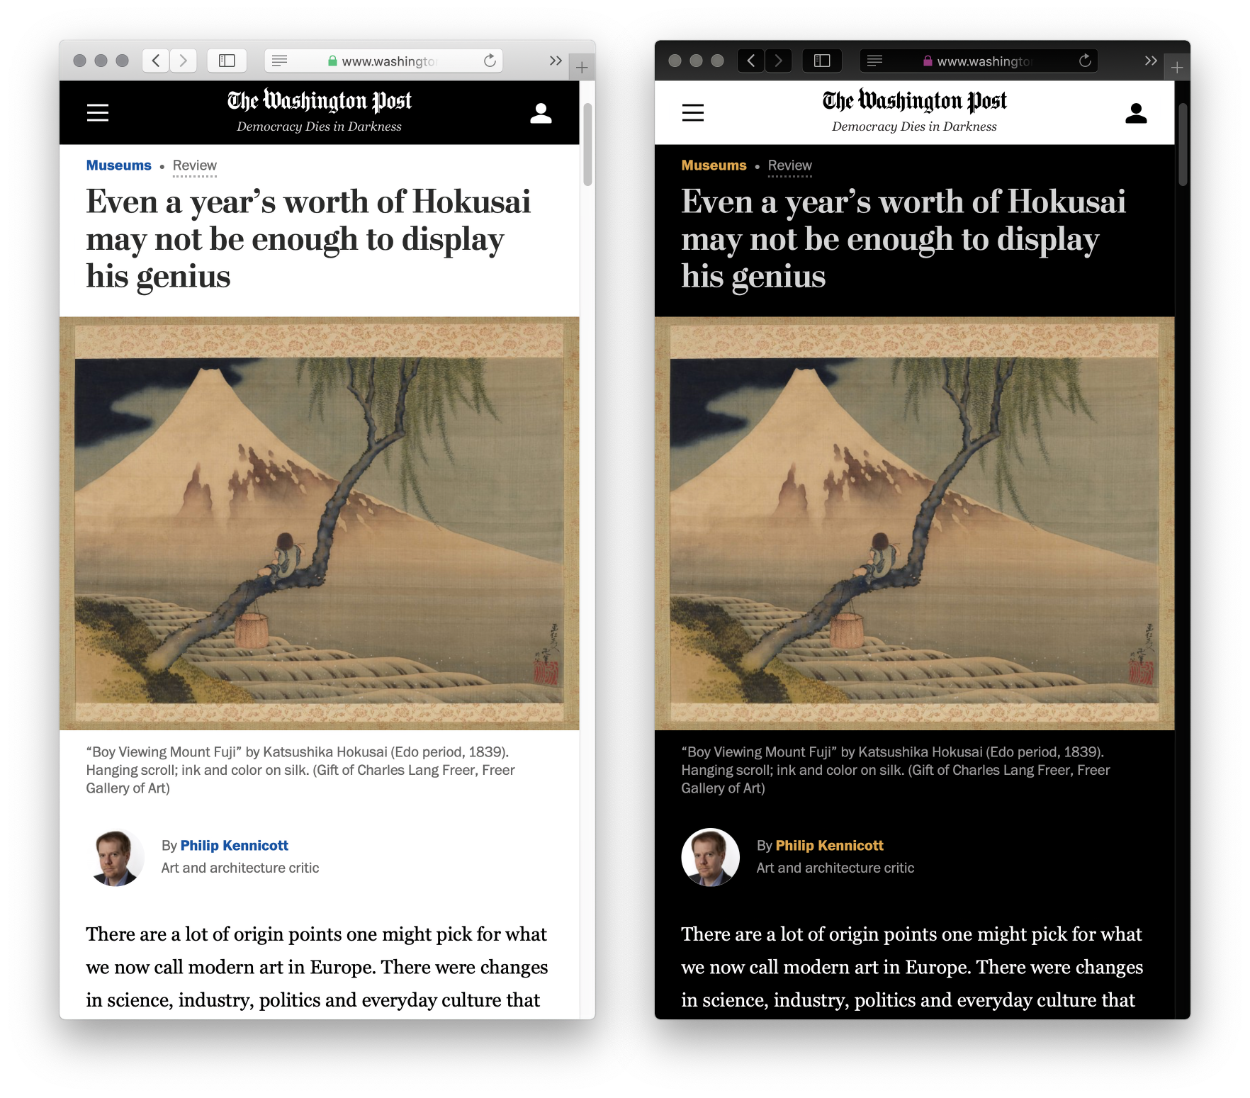 www.washingto
The Washington Post
Democracy Dies in Darkness
Museums • Review
Even a year’s worth of Hokusai
may not be enough to display
his genius
“Boy Viewing Mount Fuji” by Katsushika Hokusai (Edo period, 1839).
Hanging scroll; ink and color on silk. (Gift of Charles Lang Freer, Freer
Gallery of Art)
By Philip Kennicott
Art and architecture critic
There are a lot of origin points one might pick for what
we now call modern art in Europe. There were changes
in science, industry, politics and everyday culture that
www.washingto
The Washington Post
Democracy Dies in Darkness
Museums • Review
Even a year’s worth of Hokusai
may not be enough to display
his genius
“Boy Viewing Mount Fuji” by Katsushika Hokusai (Edo period, 1839).
Hanging scroll; ink and color on silk. (Gift of Charles Lang Freer, Freer
Gallery of Art)
By Philip Kennicott
Art and architecture critic
There are a lot of origin points one might pick for what
we now call modern art in Europe. There were changes
in science, industry, politics and everyday culture that